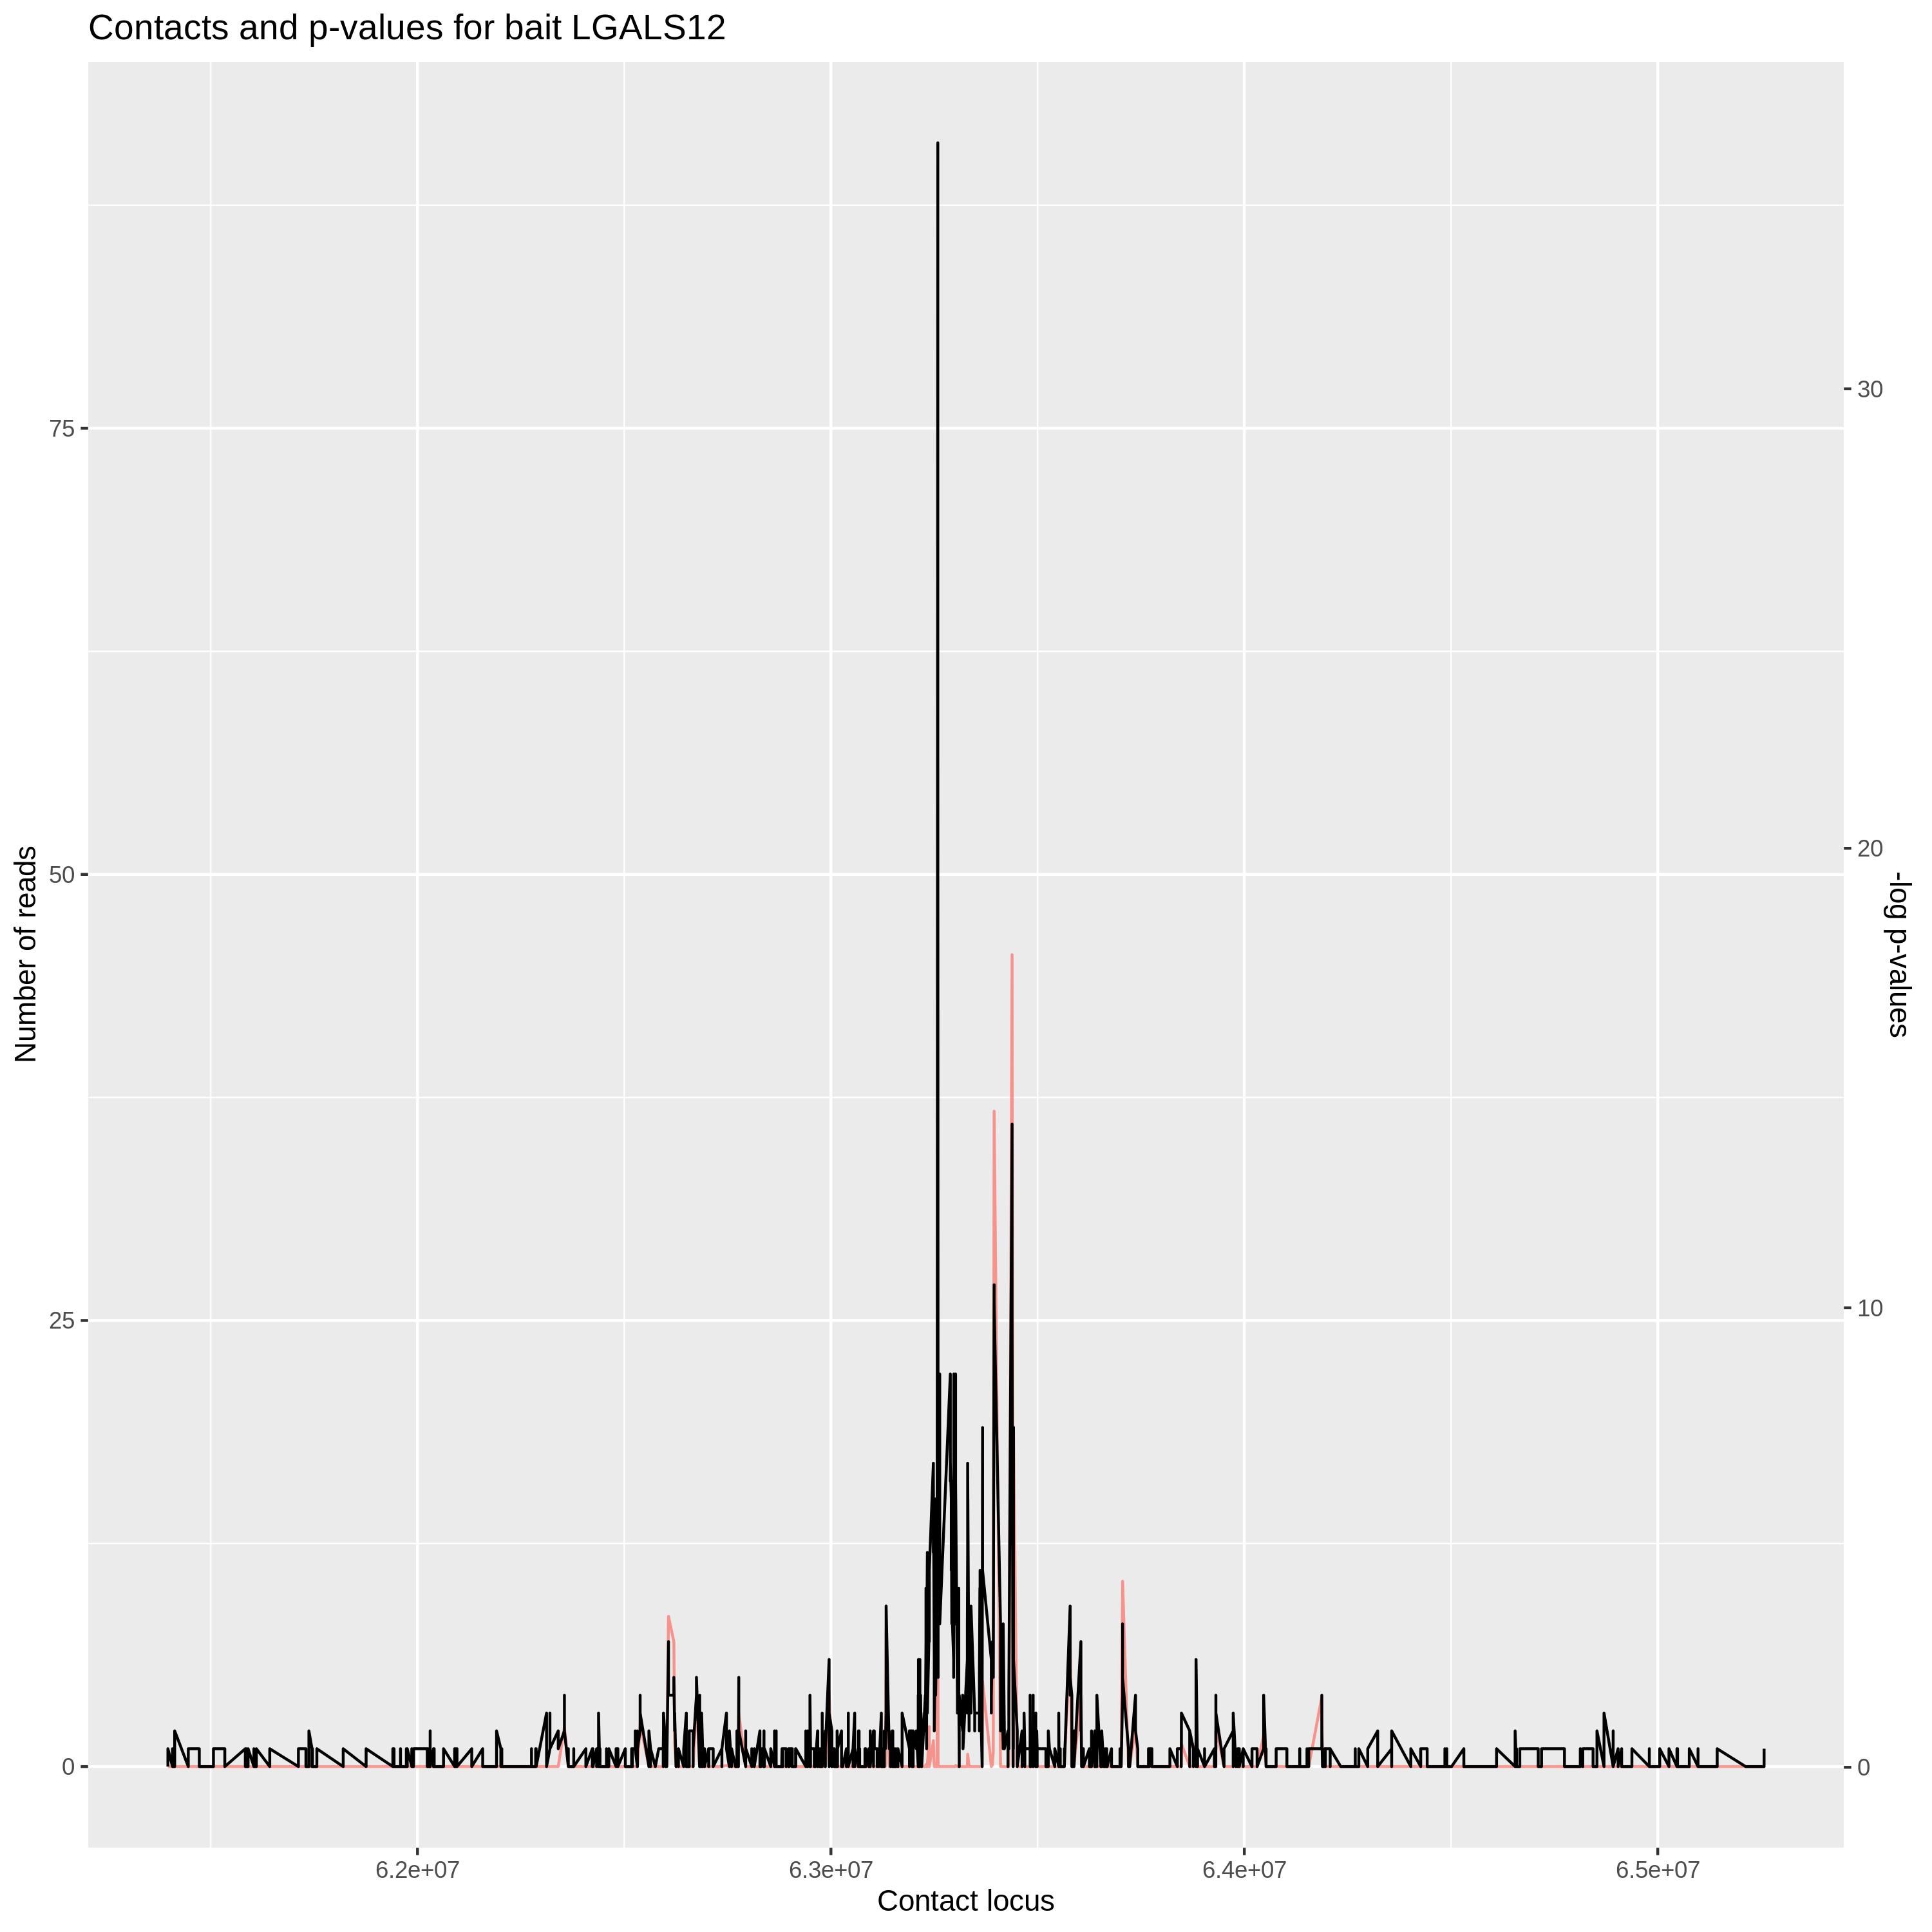 Contacts and p-values for bait LGALS12
75
50
25
0
30
20
10
0
Number of reads
-log p-values
6.2e+07
6.3e+07
6.4e+07
6.5e+07
Contact locus